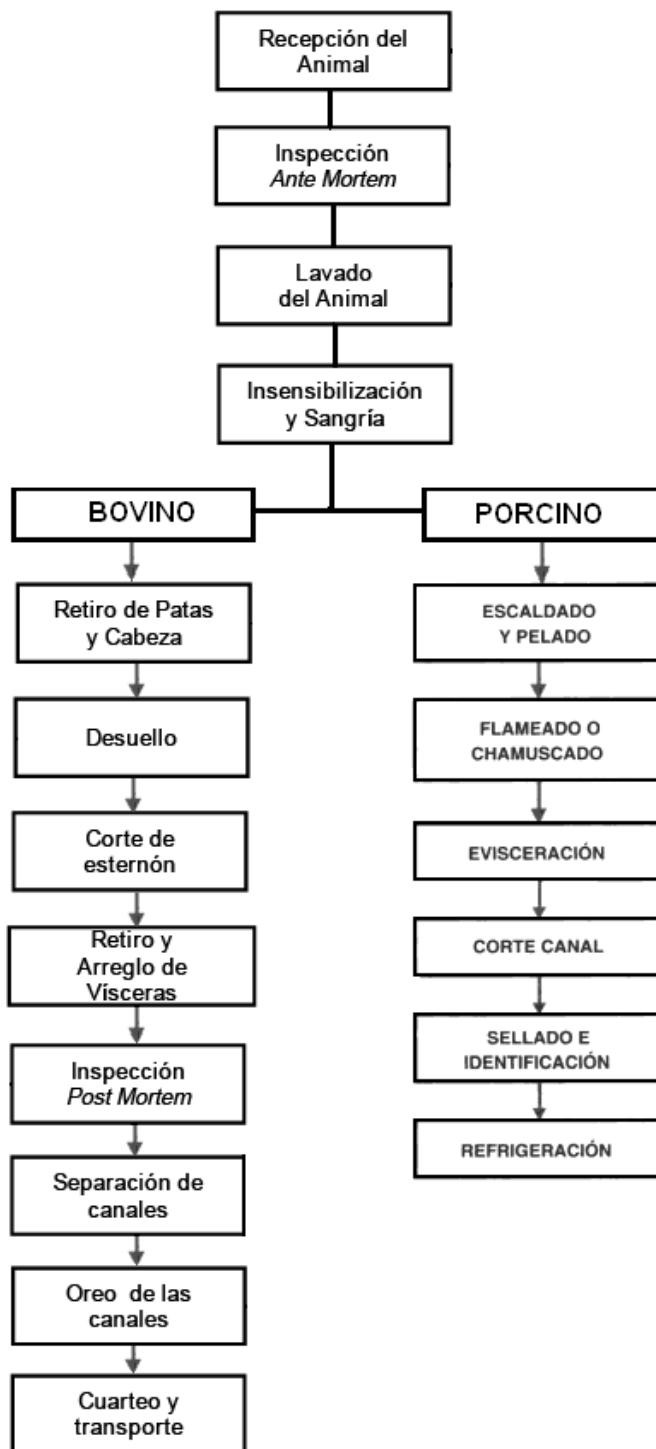 Recepción del
Animal
Inspección
Ante Mortem
Lavado
del Animal
Insensibilización
y Sangría
BOVINO
Retiro de Patas
y Cabeza
Desuello
Corte de
esternón
Retiro y
Arreglo de
Vísceras
Inspección
Post Mortem
Separación de
canales
Oreo de las
canales
Cuarteo y
transporte
PORCINO
ESCALDADO
Y PELADO
FLAMEADO O
CHAMUSCADO
EVISCERACIÓN
CORTE CANAL
SELLADO E
IDENTIFICACIÓN
REFRIGERACIÓN